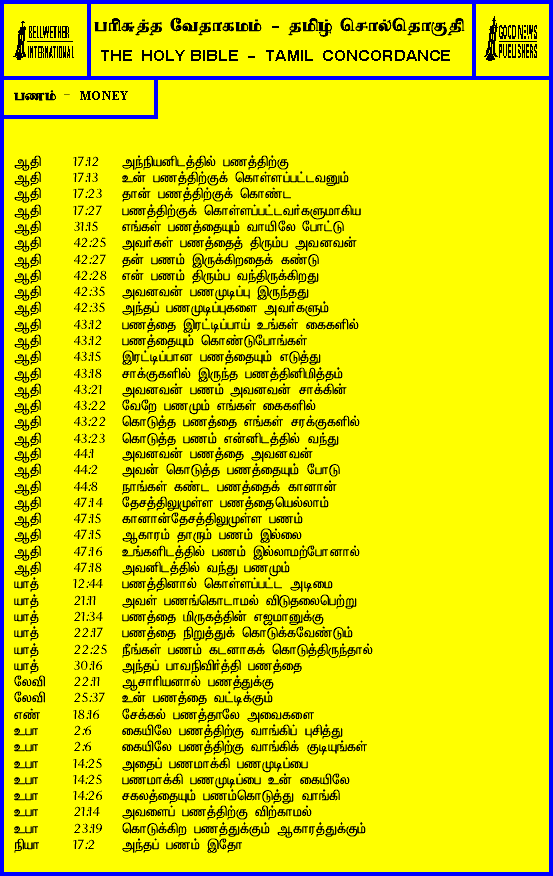 BELLWETHER INTERNATIONAL
பரிசுத்த வேதாகமம் - தமிழ் சொல்தொகுதி
THE HOLY BIBLE - TAMIL CONCORDANCE
GOOD NEWS PUBLISHERS
பணம் - MONEY
ஆதி 17:12 அந்நியனிடத்தில் பணத்திற்கு
ஆதி 17:13 உன் பணத்திற்குக் கொள்ளப்பட்டவனும்
ஆதி 17:23 தான் பணத்திற்குக் கொண்ட
ஆதி 17:27 பணத்திற்குக் கொள்ளப்பட்டவர்களுமாகிய
ஆதி 31:15 எங்கள் பணத்தையும் வாயிலே போட்டு
ஆதி 42:25 அவர்கள் பணத்தைத் திரும்ப அவனவன்
ஆதி 42:27 தன் பணம் இருக்கிறதைக் கண்டு
ஆதி 42:28 என் பணம் திரும்ப வந்திருக்கிறது
ஆதி 42:35 அவனவன் பணமுடிப்பு இருந்தது
ஆதி 42:35 அந்தப் பணமுடிப்புகளை அவர்களும்
ஆதி 43:12 பணத்தை இரட்டிப்பாய் உங்கள் கைகளில்
ஆதி 43:12 பணத்தையும் கொண்டுபோங்கள்
ஆதி 43:15 இரட்டிப்பான பணத்தையும் எடுத்து
ஆதி 43:18 சாக்குகளில் இருந்த பணத்தினிமித்தம்
ஆதி 43:21 அவனவன் பணம் அவனவன் சாக்கின்
ஆதி 43:22 வேறே பணமும் எங்கள் கைகளில்
ஆதி 43:22 கொடுத்த பணத்தை எங்கள் சரக்குகளில்
ஆதி 43:23 கொடுத்த பணம் என்னிடத்தில் வந்து
ஆதி 44:1 அவனவன் பணத்தை அவனவன்
ஆதி 44:2 அவன் கொடுத்த பணத்தையும் போடு
ஆதி 44:8 நாங்கள் கண்ட பணத்தைக் கானான்
ஆதி 47:14 தேசத்திலுமுள்ள பணத்தையெல்லாம்
ஆதி 47:15 கானான்தேசத்திலுமுள்ள பணம்
ஆதி 47:15 ஆகாரம் தாரும் பணம் இல்லை
ஆதி 47:16 உங்களிடத்தில் பணம் இல்லாமற்போனால்
ஆதி 47:18 அவனிடத்தில் வந்து பணமும்
யாத் 12:44 பணத்தினால் கொள்ளப்பட்ட அடிமை
யாத் 21:11 அவள் பணங்கொடாமல் விடுதலைபெற்று
யாத் 21:34 பணத்தை மிருகத்தின் எஜமானுக்கு
யாத் 22:17 பணத்தை நிறுத்துக் கொடுக்கவேண்டும்
யாத் 22:25 நீங்கள் பணம் கடனாகக் கொடுத்திருந்தால்
யாத் 30:16 அந்தப் பாவநிவிர்த்தி பணத்தை
லேவி 22:11 ஆசாரியனால் பணத்துக்கு
லேவி 25:37 உன் பணத்தை வட்டிக்கும்
எண் 18:16 சேக்கல் பணத்தாலே அவைகளை
உபா 2:6 கையிலே பணத்திற்கு வாங்கிப் புசித்து
உபா 2:6 கையிலே பணத்திற்கு வாங்கிக் குடியுங்கள்
உபா 14:25 அதைப் பணமாக்கி பணமுடிப்பை
உபா 14:25 பணமாக்கி பணமுடிப்பை உன் கையிலே
உபா 14:26 சகலத்தையும் பணம்கொடுத்து வாங்கி
உபா 21:14 அவளைப் பணத்திற்கு விற்காமல்
உபா 23:19 கொடுக்கிற பணத்துக்கும் ஆகாரத்துக்கும்
நியா 17:2 அந்தப் பணம் இதோ